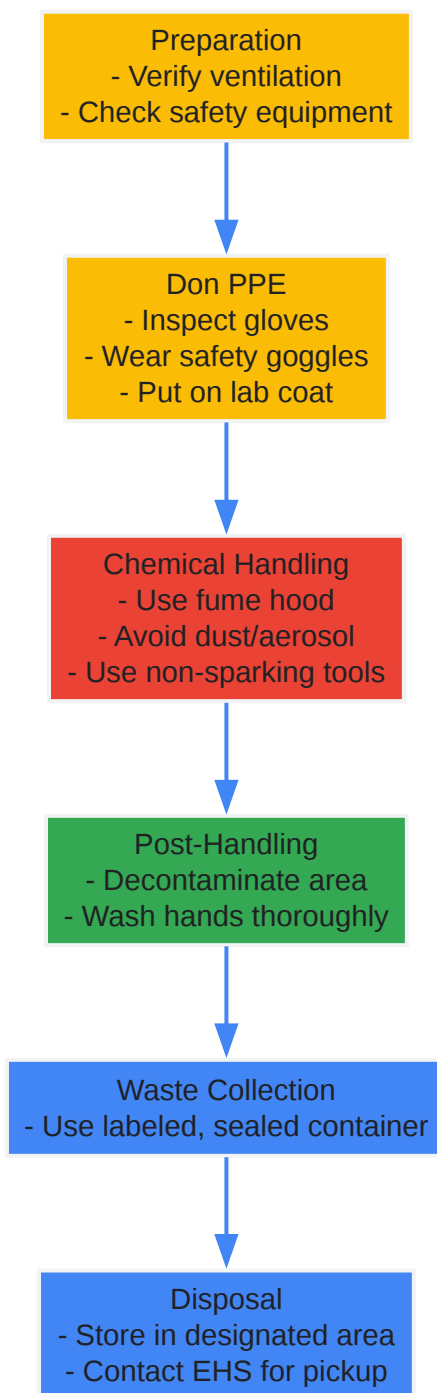 Preparation
- Verify ventilation
- Check safety equipment
Don PPE
- Inspect gloves
- Wear safety goggles
- Put on lab coat
Chemical Handling
- Use fume hood
- Avoid dust/aerosol
- Use non-sparking tools
Post-Handling
- Decontaminate area
- Wash hands thoroughly
Waste Collection
- Use labeled, sealed container
Disposal
- Store in designated area
- Contact EHS for pickup